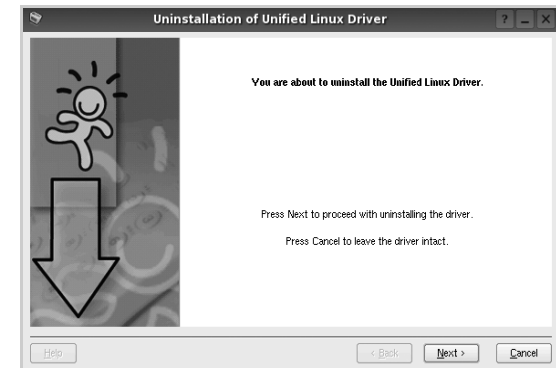 Uninstallation of Unified Linux Driver
You are about to uninstall the Unified Linux Driver.
Press Next to proceed with uninstalling the driver.
Press Cancel to leave the driver intact.
Help
< Back
Next >
Cancel